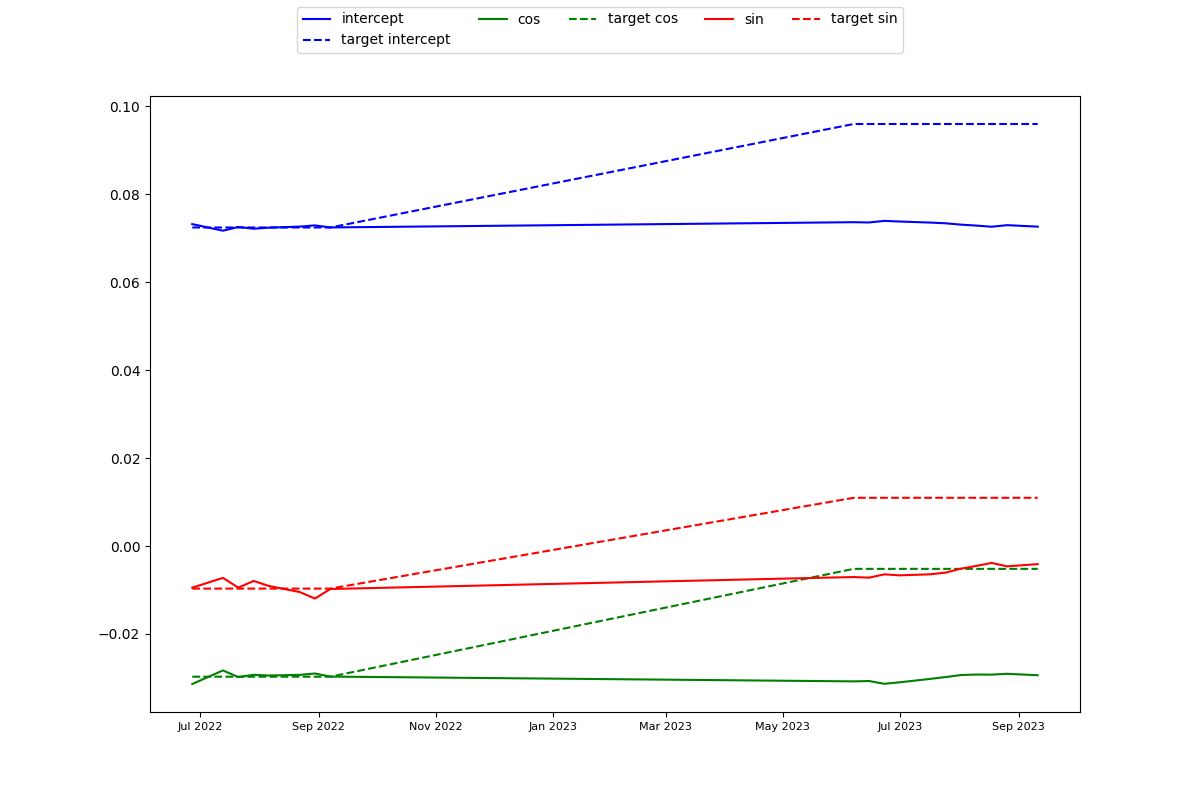 intercept cos target cos sin target sin
target intercept
0.10
0.08
0.06
0.04
0.02
0.00
−0.02
Jul 2022 Sep 2022 Nov 2022 Jan 2023 Mar 2023 May 2023 Jul 2023 Sep 2023